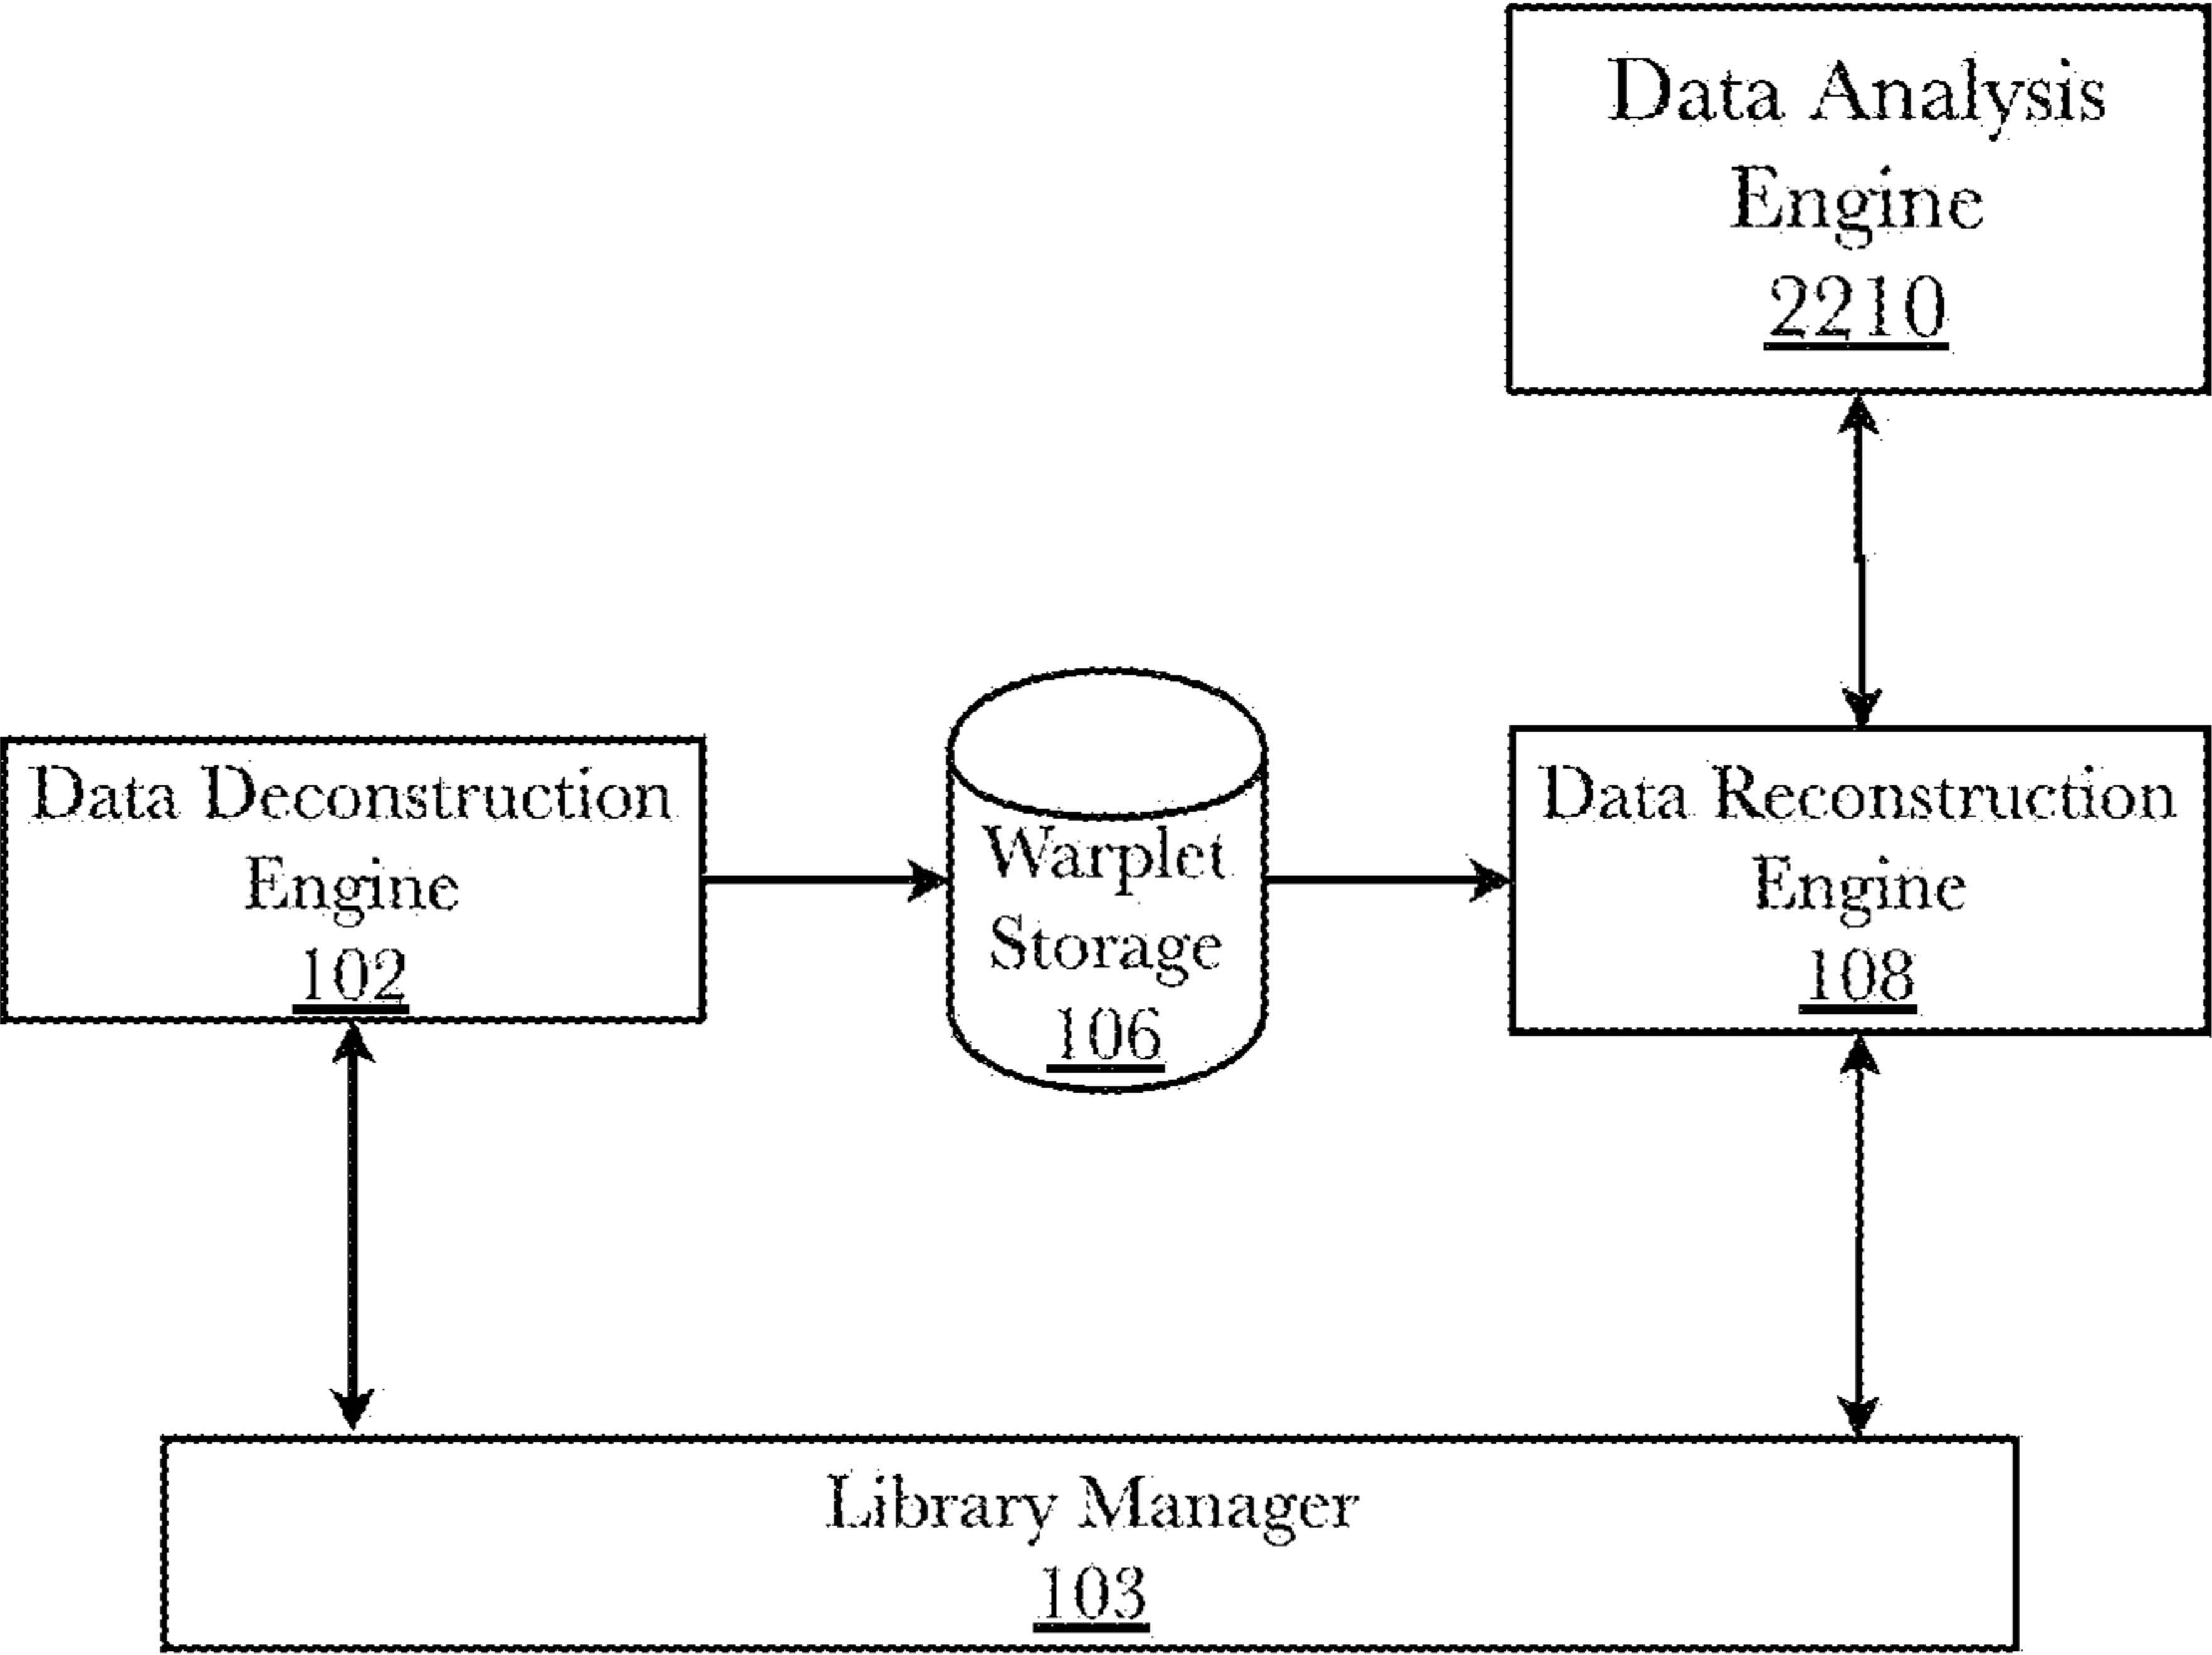 Data Analysis
Engine
2210
Data Deconstruction
Engine
102
Warplet
Storage
106
Data Reconstruction
Engine
108
Library Manager
103